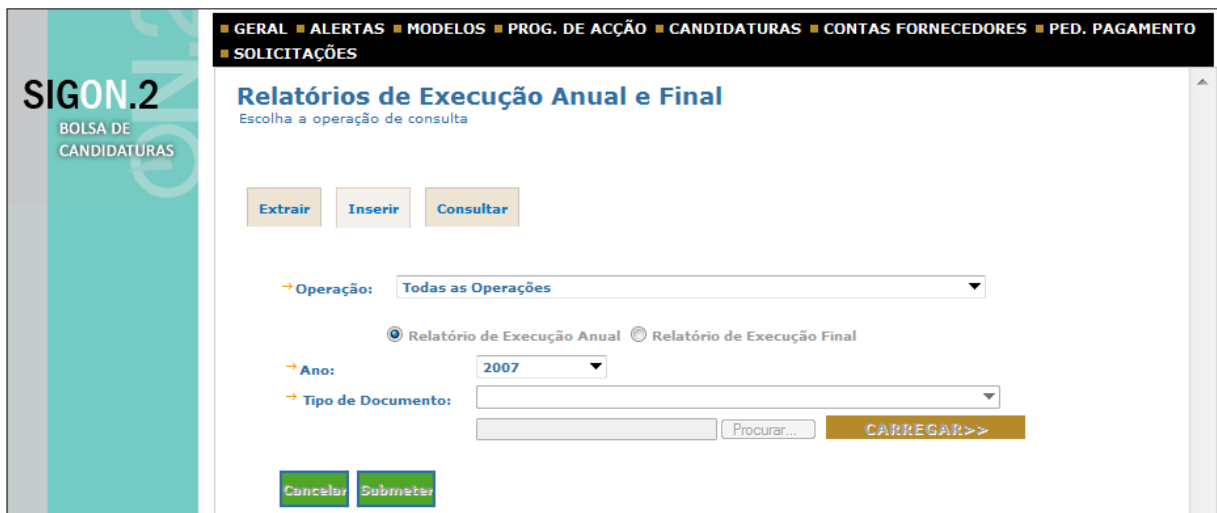 GERAL ALERTAS MODELOS PROG. DE ACÇÃO CANDIDATURAS CONTAS FORNECEDORES PED. PAGAMENTO
SOLICITAÇÕES
SIGON.2
BOLSA DE
CANDIDATURAS
ON.2
Relatórios de Execução Anual e Final
Escolha a operação de consulta
Extrair Inserir Consultar
Operação: Todas as Operações
Relatório de Execução Anual Relatório de Execução Final
Ano: 2007
Tipo de Documento:
Procurar... CARREGAR>>
Cancelar Submeter